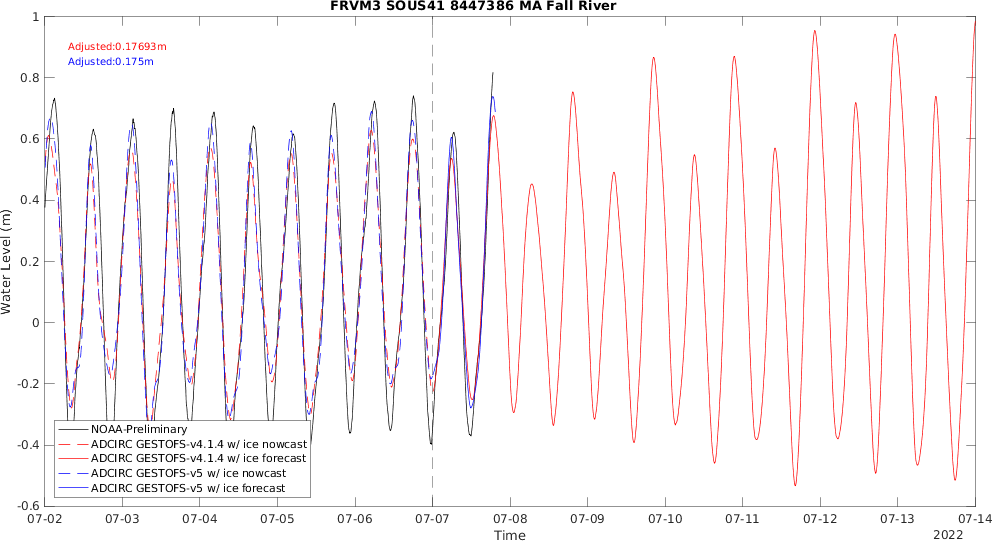 FRVM3 SOUS41 8447386 MA Fall River
Adjusted:0.17693m
Adjusted:0.175m
1
0.8
0.6
0.4
0.2
0
-0.2
-0.4
-0.6
Water Level (m)
NOAA-Preliminary
ADCIRC GESTOFS-v4.1.4 w/ ice nowcast
ADCIRC GESTOFS-v4.1.4 w/ ice forecast
ADCIRC GESTOFS-v5 w/ ice nowcast
ADCIRC GESTOFS-v5 w/ ice forecast
07-02 07-03 07-04 07-05 07-06 07-07 07-08 07-09 07-10 07-11 07-12 07-13 07-14
Time
2022